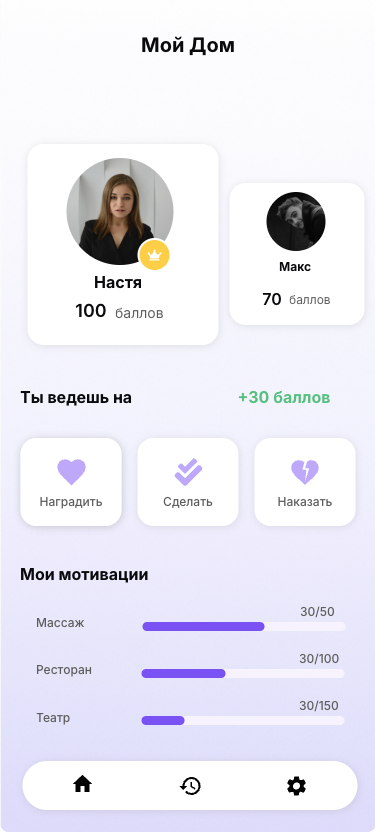 Мой Дом
Настя
100 баллов
Макс
70 баллов
Ты ведешь на +30 баллов
Наградить
Сделать
Наказать
Мои мотивации
Массаж 30/50
Ресторан 30/100
Театр 30/150